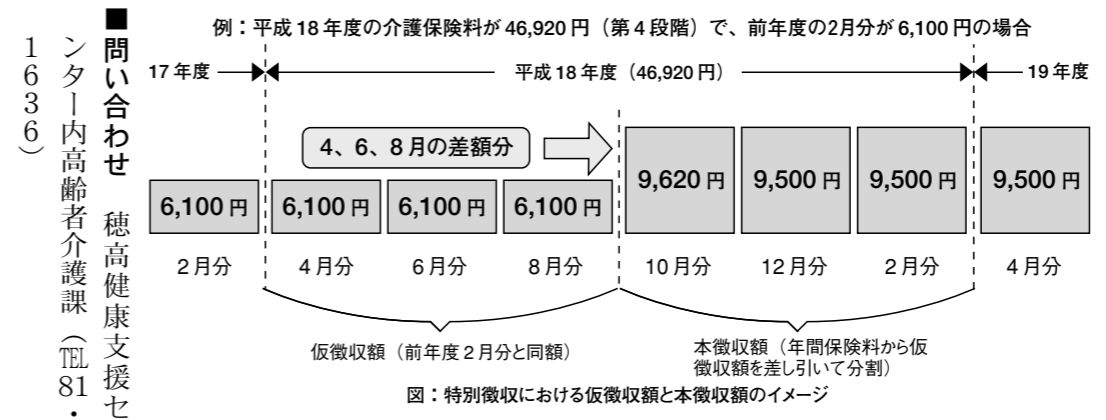 ■問い合わせ　穂高健康支援セ
ンター内高齢者介護課（℡81・
1636）
例：平成18年度の介護保険料が46,920円（第4段階）で、前年度の2月分が6,100円の場合
17年度
平成18年度（46,920円）
19年度
4、6、8月の差額分
6,100円
6,100円
6,100円
6,100円
9,620円
9,500円
9,500円
9,500円
2月分
4月分
6月分
8月分
10月分
12月分
2月分
4月分
仮徴収額（前年度2月分と同額）
本徴収額（年間保険料から仮
徴収額を差し引いて分割）
図：特別徴収における仮徴収額と本徴収額のイメージ